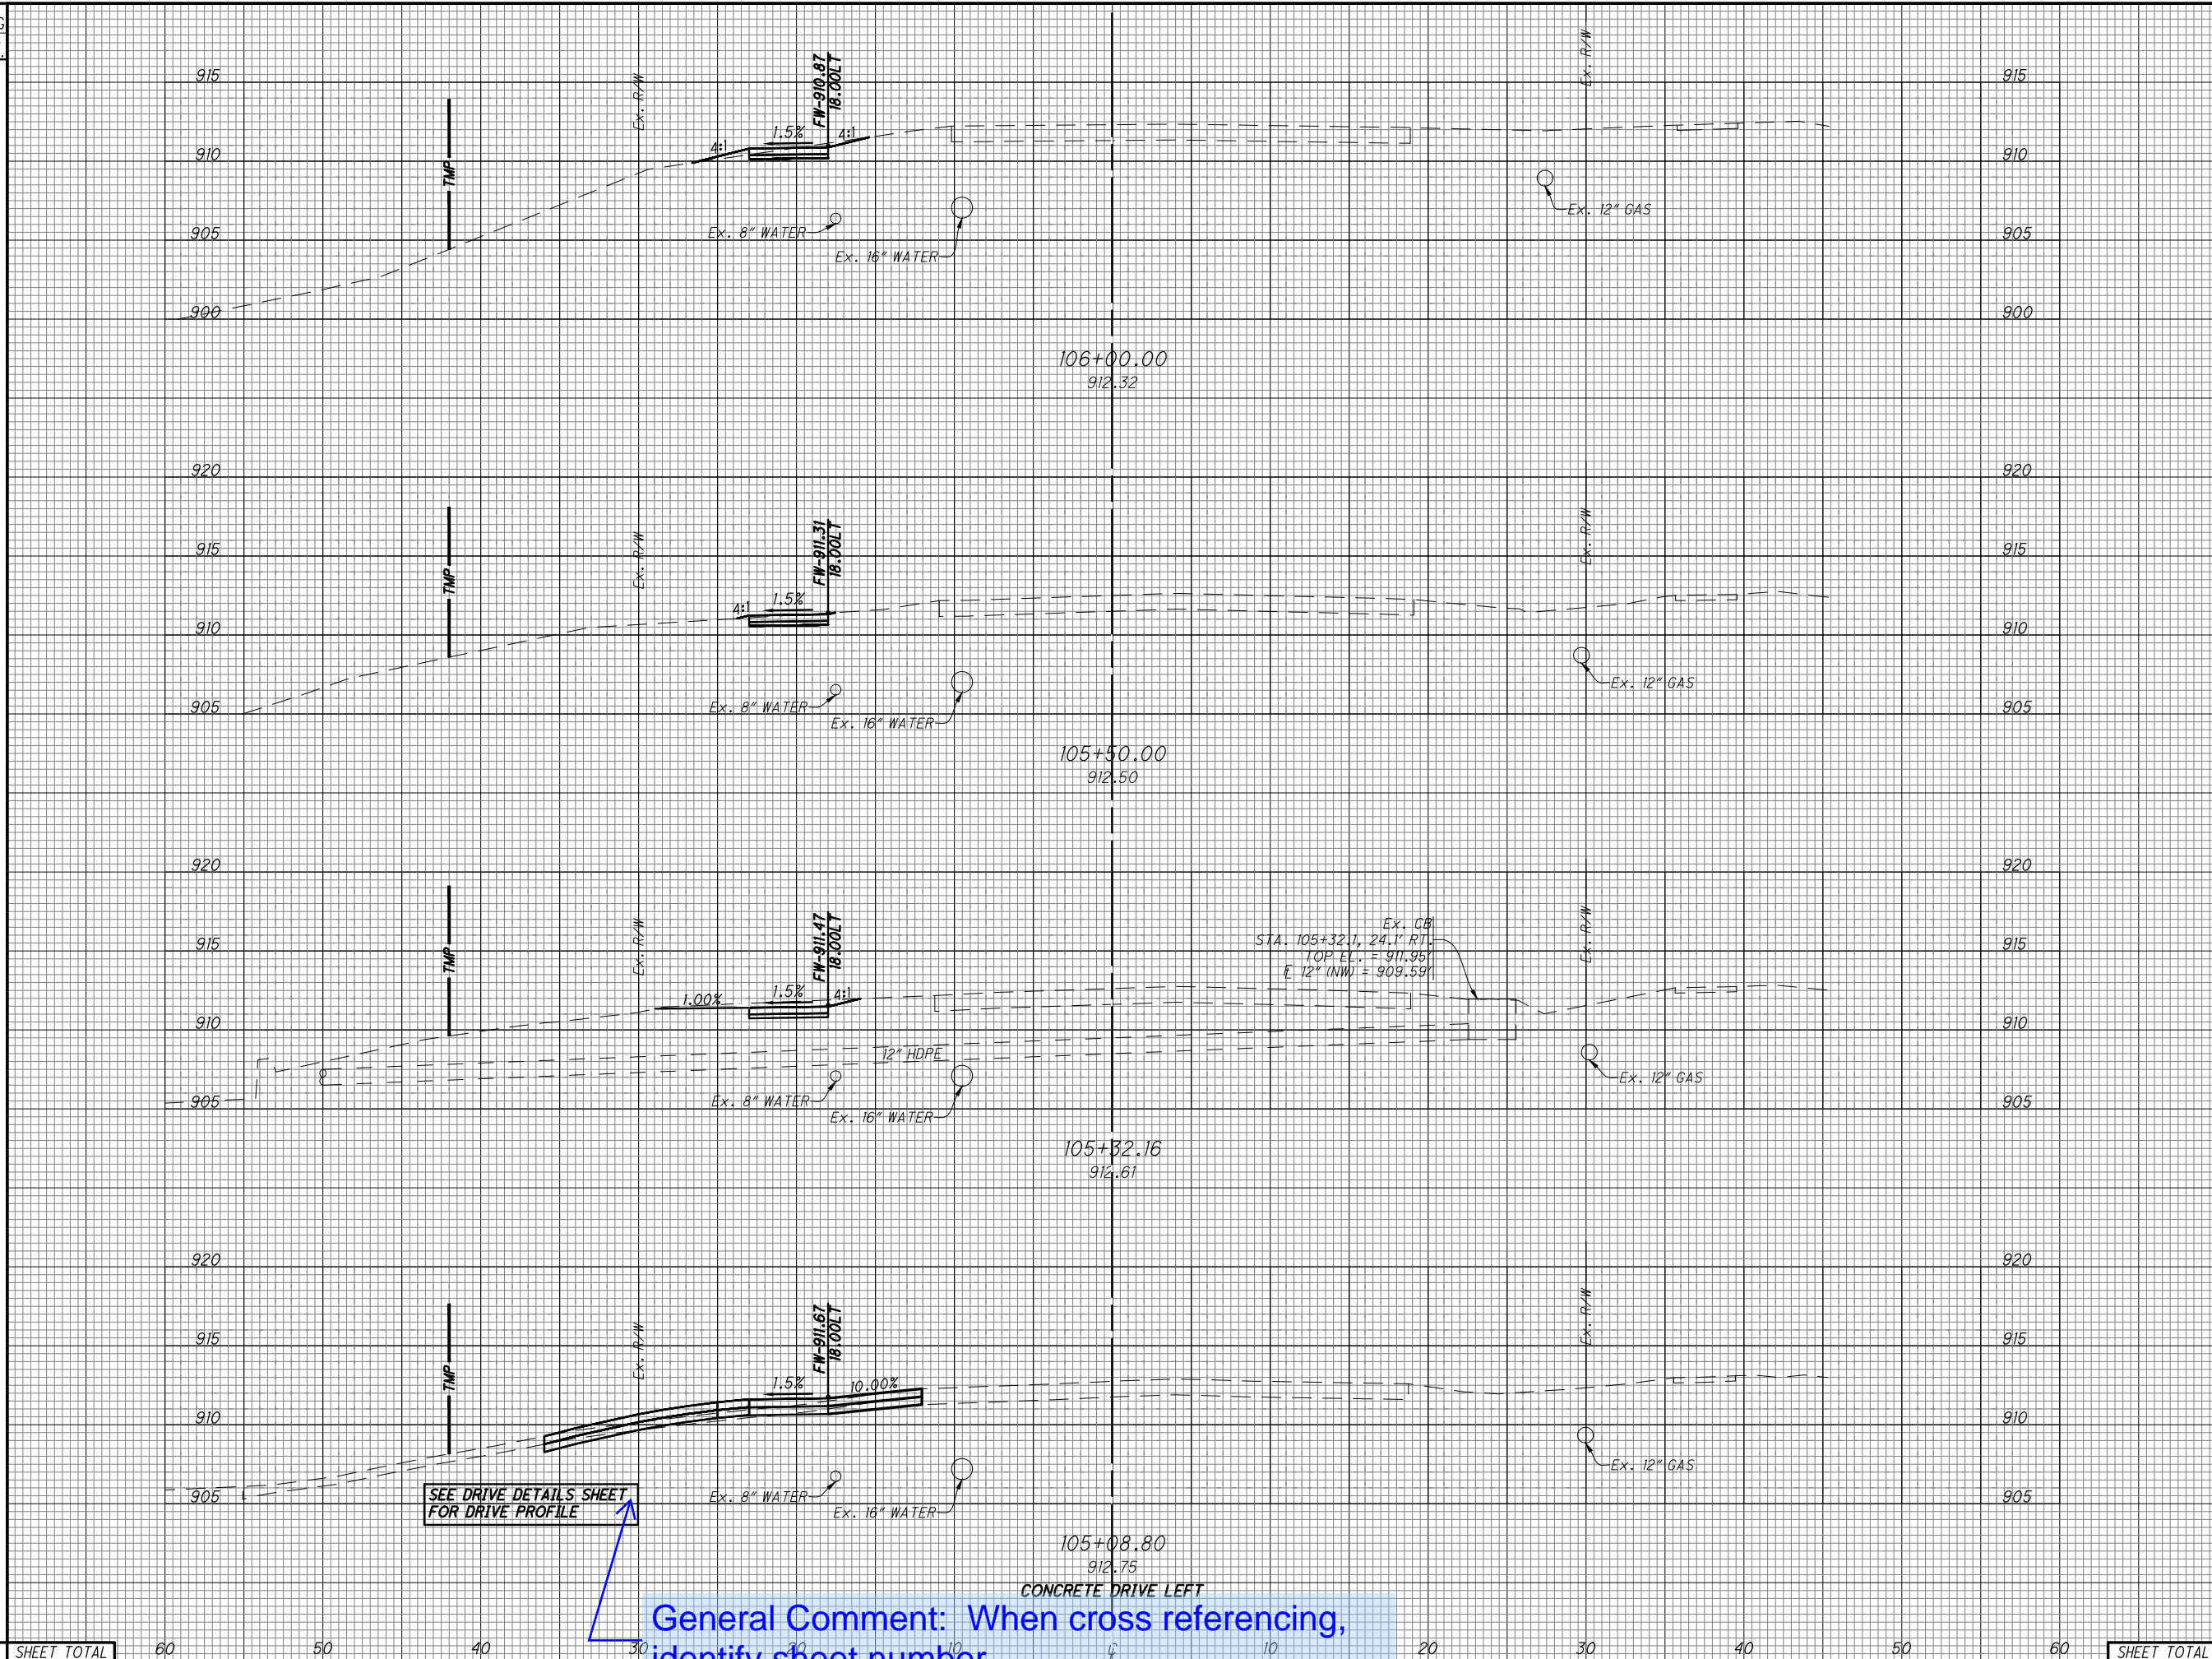 915
Ex. R/W
FW-910.87
18.00LT
Ex. R/W
915
TMP
4:1
1.5%
4:1
910
910
Ex. 12" GAS
905
Ex. 8" WATER
Ex. 16" WATER
905
900
900
106+00.00
912.32
920
920
915
Ex. R/W
FW-911.31
18.00LT
Ex. R/W
915
TMP
4:1
1.5%
910
910
Ex. 12" GAS
905
Ex. 8" WATER
Ex. 16" WATER
905
105+50.00
912.50
920
920
915
TMP
Ex. R/W
FW-911.47
18.00LT
Ex. CB
STA. 105+32.1, 24.1' RT.
TOP EL. = 911.95'
12" (NW) = 909.59'
Ex. R/W
915
1.00%
1.5%
4:1
910
910
12" HDPE
Ex. 12" GAS
905
Ex. 8" WATER
Ex. 16" WATER
905
105+32.16
912.61
920
920
915
TMP
Ex. R/W
FW-911.67
18.00LT
Ex. R/W
915
1.5%
10.00%
910
910
Ex. 12" GAS
905
SEE DRIVE DETAILS SHEET
FOR DRIVE PROFILE
Ex. 8" WATER
Ex. 16" WATER
905
105+08.80
912.75
CONCRETE DRIVE LEFT
General Comment: When cross referencing,
identify sheet number
SHEET TOTAL
60 50 40 30 20 10 10 20 30 40 50 60
SHEET TOTAL